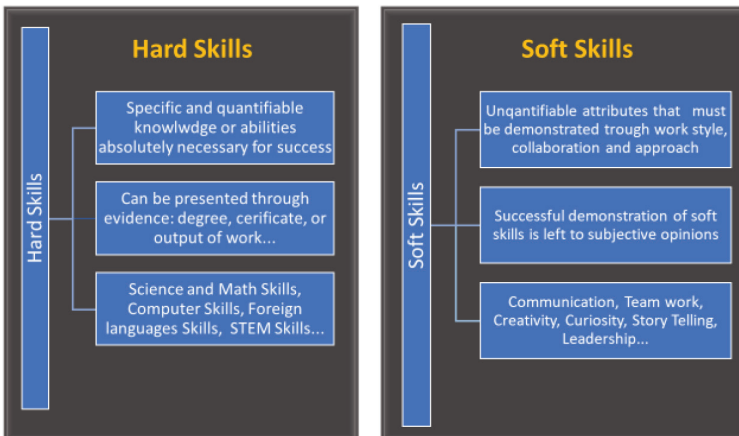 Hard Skills
Hard Skills
Specific and quantifiable
knowlwdge or abilities
absolutely necessary for success
Can be presented through
evidence: degree, cerificate, or
output of work...
Science and Math Skills,
Computer Skills, Foreign
languages Skills, STEM Skills...
Soft Skills
Soft Skills
Unqantifiable attributes that must
be demonstrated trough work style,
collaboration and approach
Successful demonstration of soft
skills is left to subjective opinions
Communication, Team work,
Creativity, Curiosity, Story Telling,
Leadership...